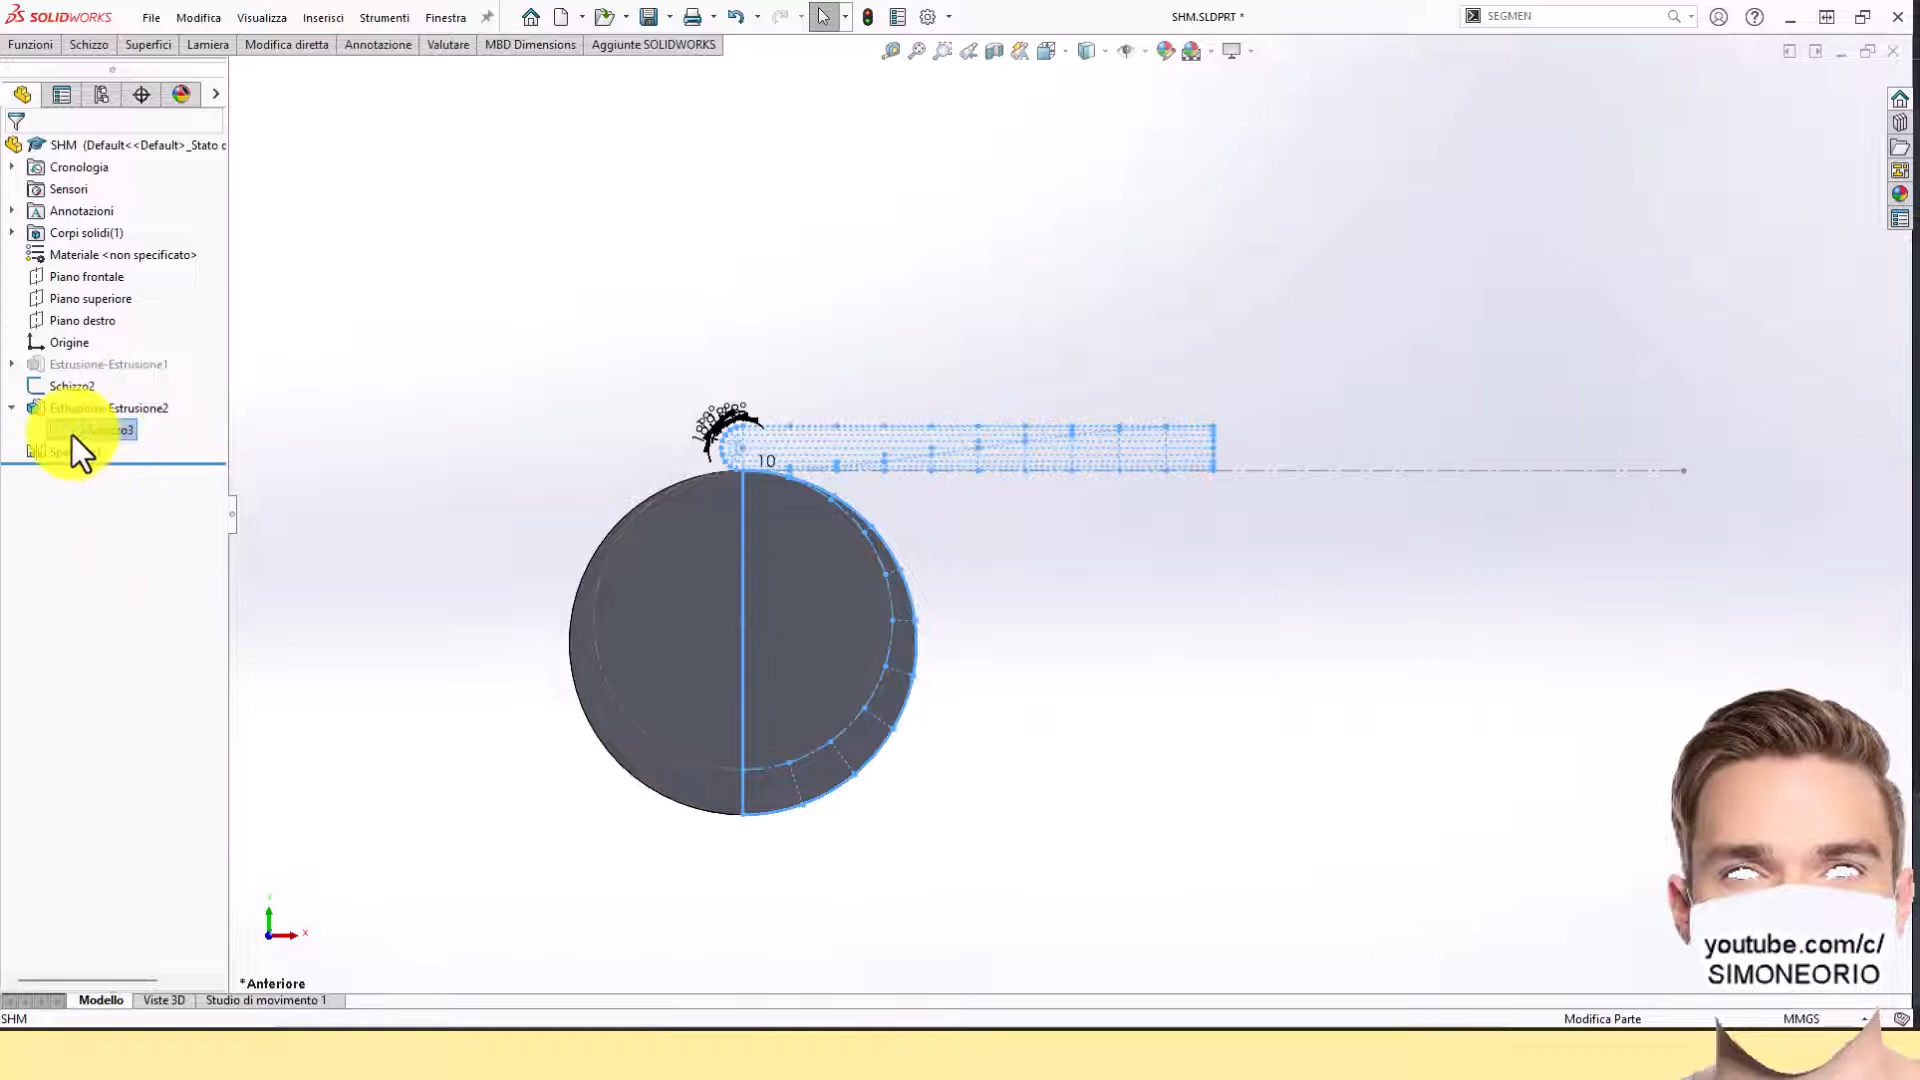 SOLIDWORKS
File
Modifica
Visualizza
Inserisci
Strumenti
Finestra
SHM.SLDPRT *
SEGMEN
Funzioni
Schizzo
Superfici
Lamiera
Modifica diretta
Annotazione
Valutare
MBD Dimensions
Aggiunte SOLIDWORKS
SHM (Default<<Default>_Stato d
Cronologia
Sensori
Annotazioni
Corpi solidi(1)
Materiale <non specificato>
Piano frontale
Piano superiore
Piano destro
Origine
Estrusione-Estrusione1
Schizzo2
Estrusione-Estrusione2
10
Y
X
*Anteriore
youtube.com/c/
SIMONEORIO
Modello
Viste 3D
Studio di movimento 1
SHM
Modifica Parte
MMGS